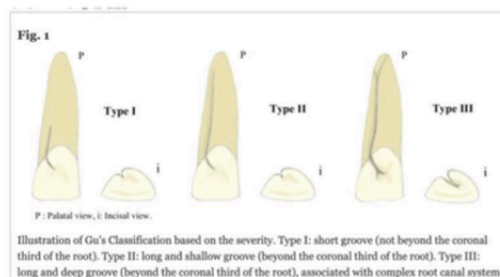 Fig. 1
P P P
Type I Type II Type III
i i i
P : Palatal view, i: Incisal view.
Illustration of Gu's Classification based on the severity. Type I: short groove (not beyond the coronal
third of the root). Type II: long and shallow groove (beyond the coronal third of the root). Type III:
long and deep groove (beyond the coronal third of the root), associated with complex root canal system